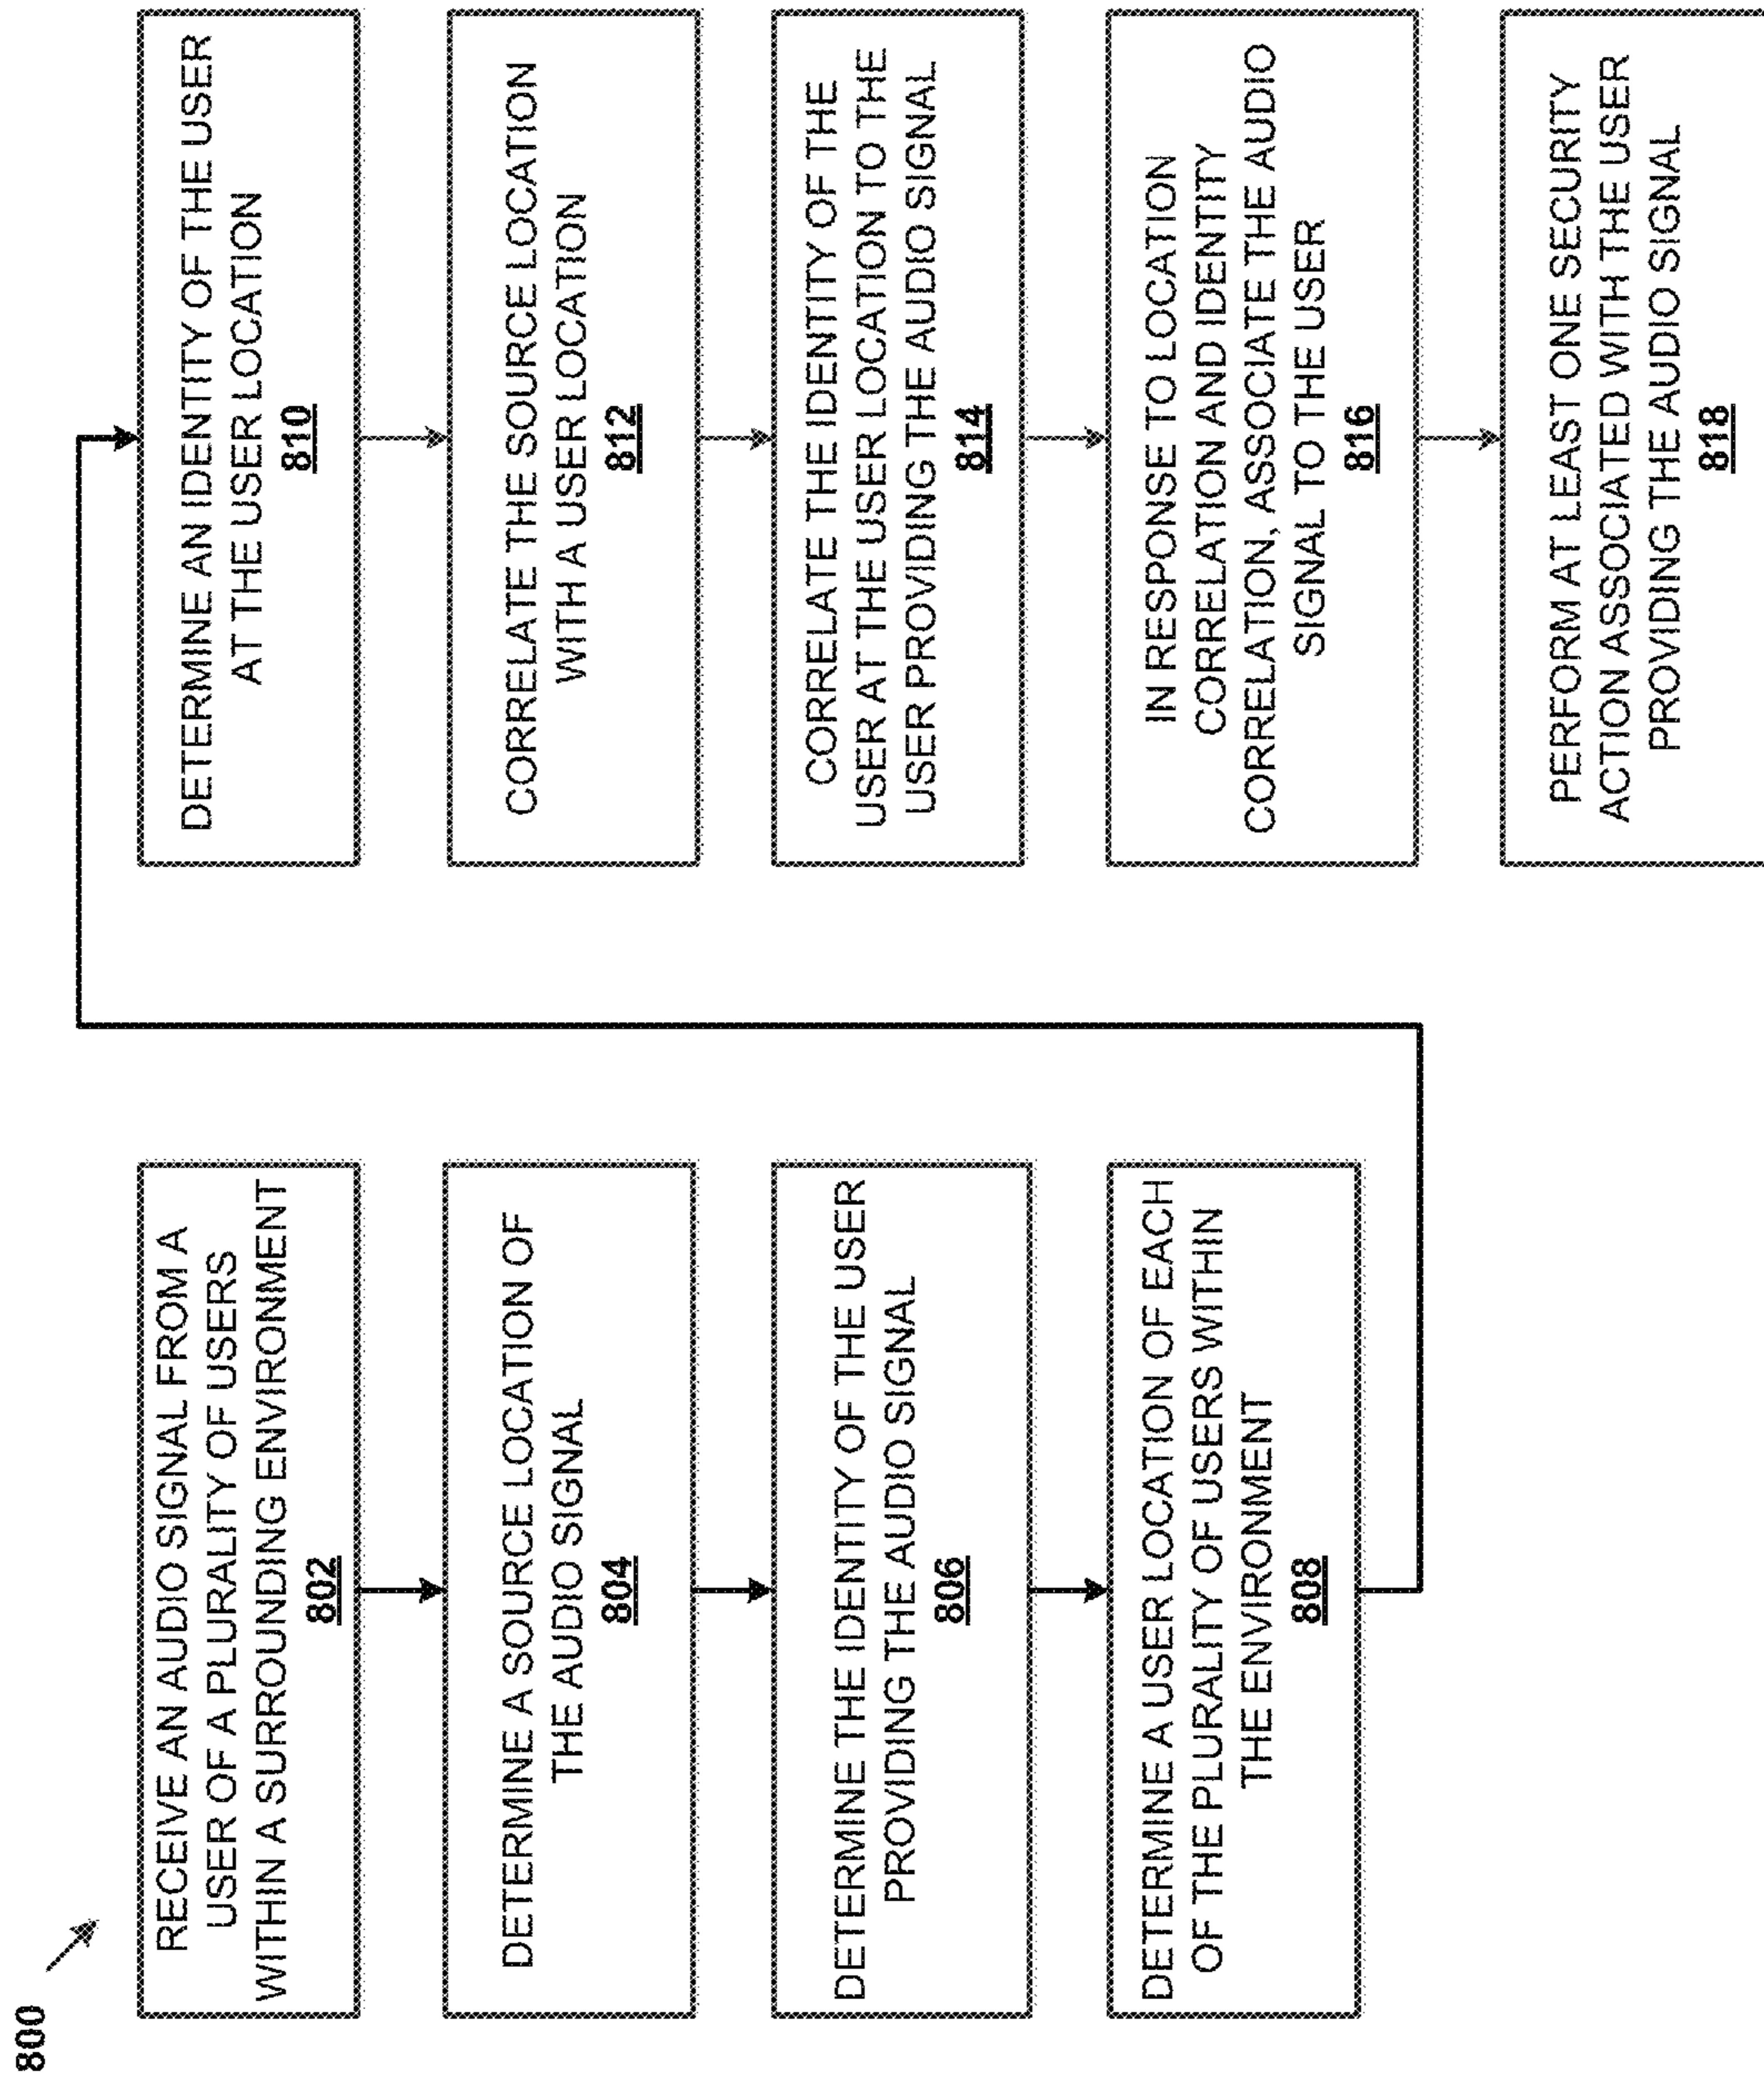 800
RECEIVE AN AUDIO SIGNAL FROM A
USER OF A PLURALITY OF USERS
WITHIN A SURROUNDING ENVIRONMENT
802
DETERMINE A SOURCE LOCATION OF
THE AUDIO SIGNAL
804
DETERMINE THE IDENTITY OF THE USER
PROVIDING THE AUDIO SIGNAL
806
DETERMINE A USER LOCATION OF EACH
OF THE PLURALITY OF USERS WITHIN
THE ENVIRONMENT
808
DETERMINE AN IDENTITY OF THE USER
AT THE USER LOCATION
810
CORRELATE THE SOURCE LOCATION
WITH A USER LOCATION
812
CORRELATE THE IDENTITY OF THE
USER AT THE USER LOCATION TO THE
USER PROVIDING THE AUDIO SIGNAL
814
IN RESPONSE TO LOCATION
CORRELATION AND IDENTITY
CORRELATION, ASSOCIATE THE AUDIO
SIGNAL TO THE USER
816
PERFORM AT LEAST ONE SECURITY
ACTION ASSOCIATED WITH THE USER
PROVIDING THE AUDIO SIGNAL
818